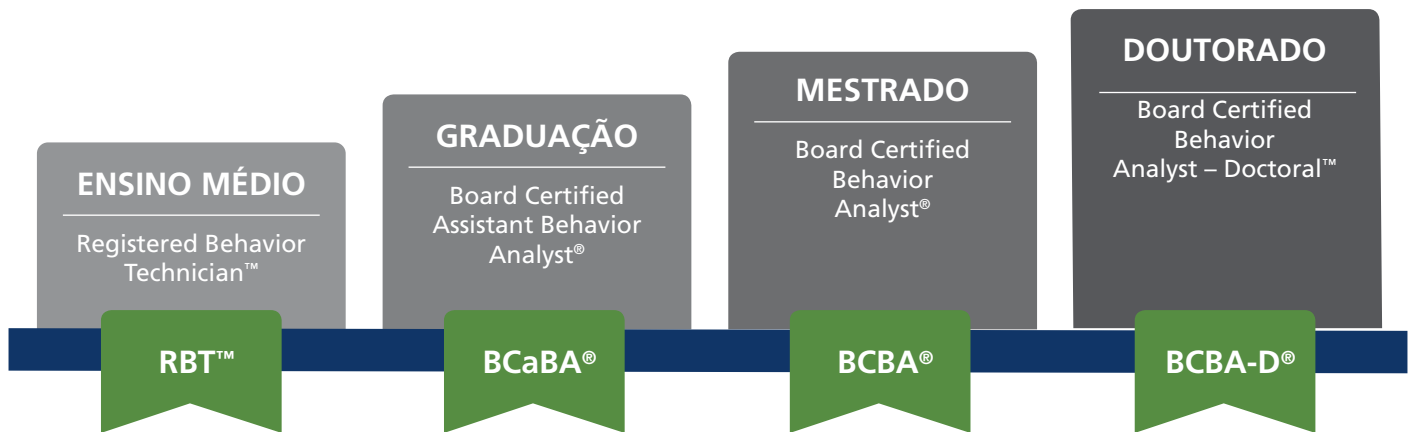 ENSINO MÉDIO
Registered Behavior
Technician™
RBT™
GRADUAÇÃO
Board Certified
Assistant Behavior
Analyst®
BCaBA®
MESTRADO
Board Certified
Behavior
Analyst®
BCBA®
DOUTORADO
Board Certified
Behavior
Analyst – Doctoral™
BCBA-D®